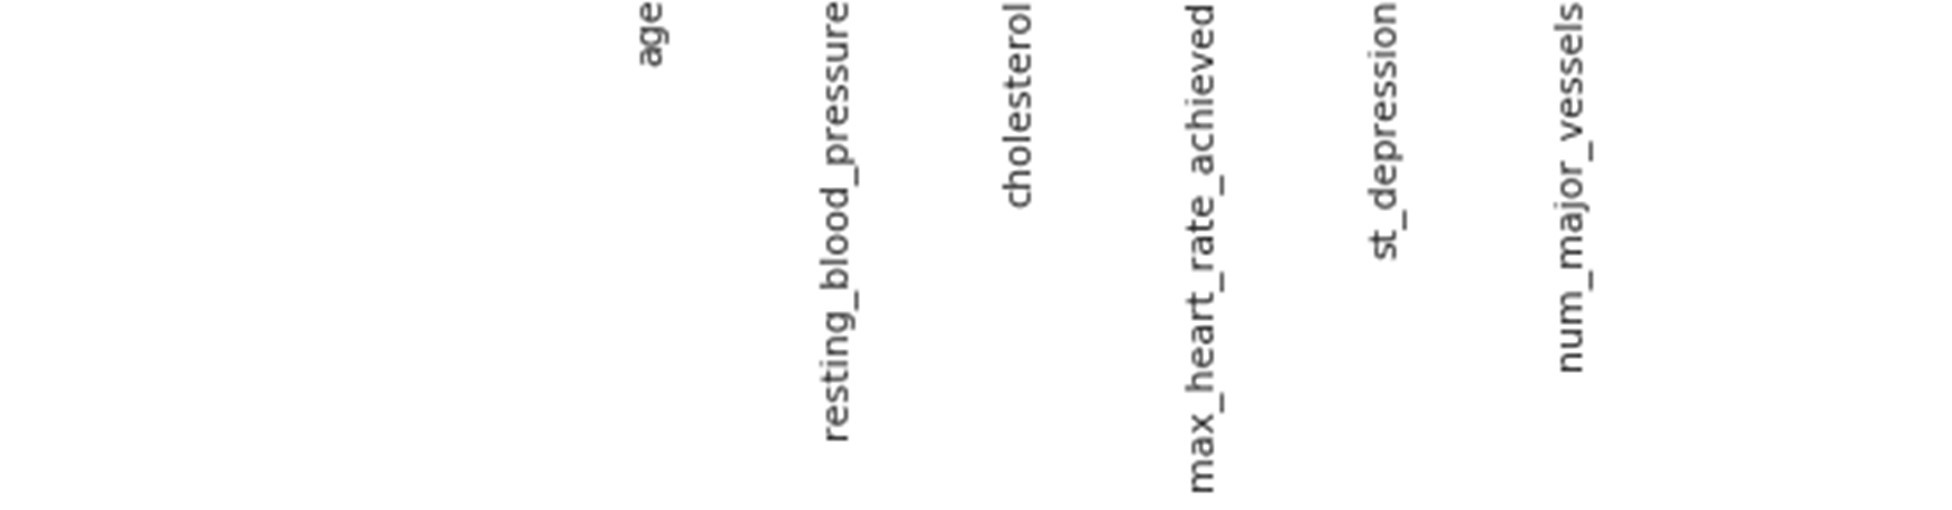 age
resting_blood_pressure
cholesterol
max_heart_rate_achieved
st_depression
num_major_vessels